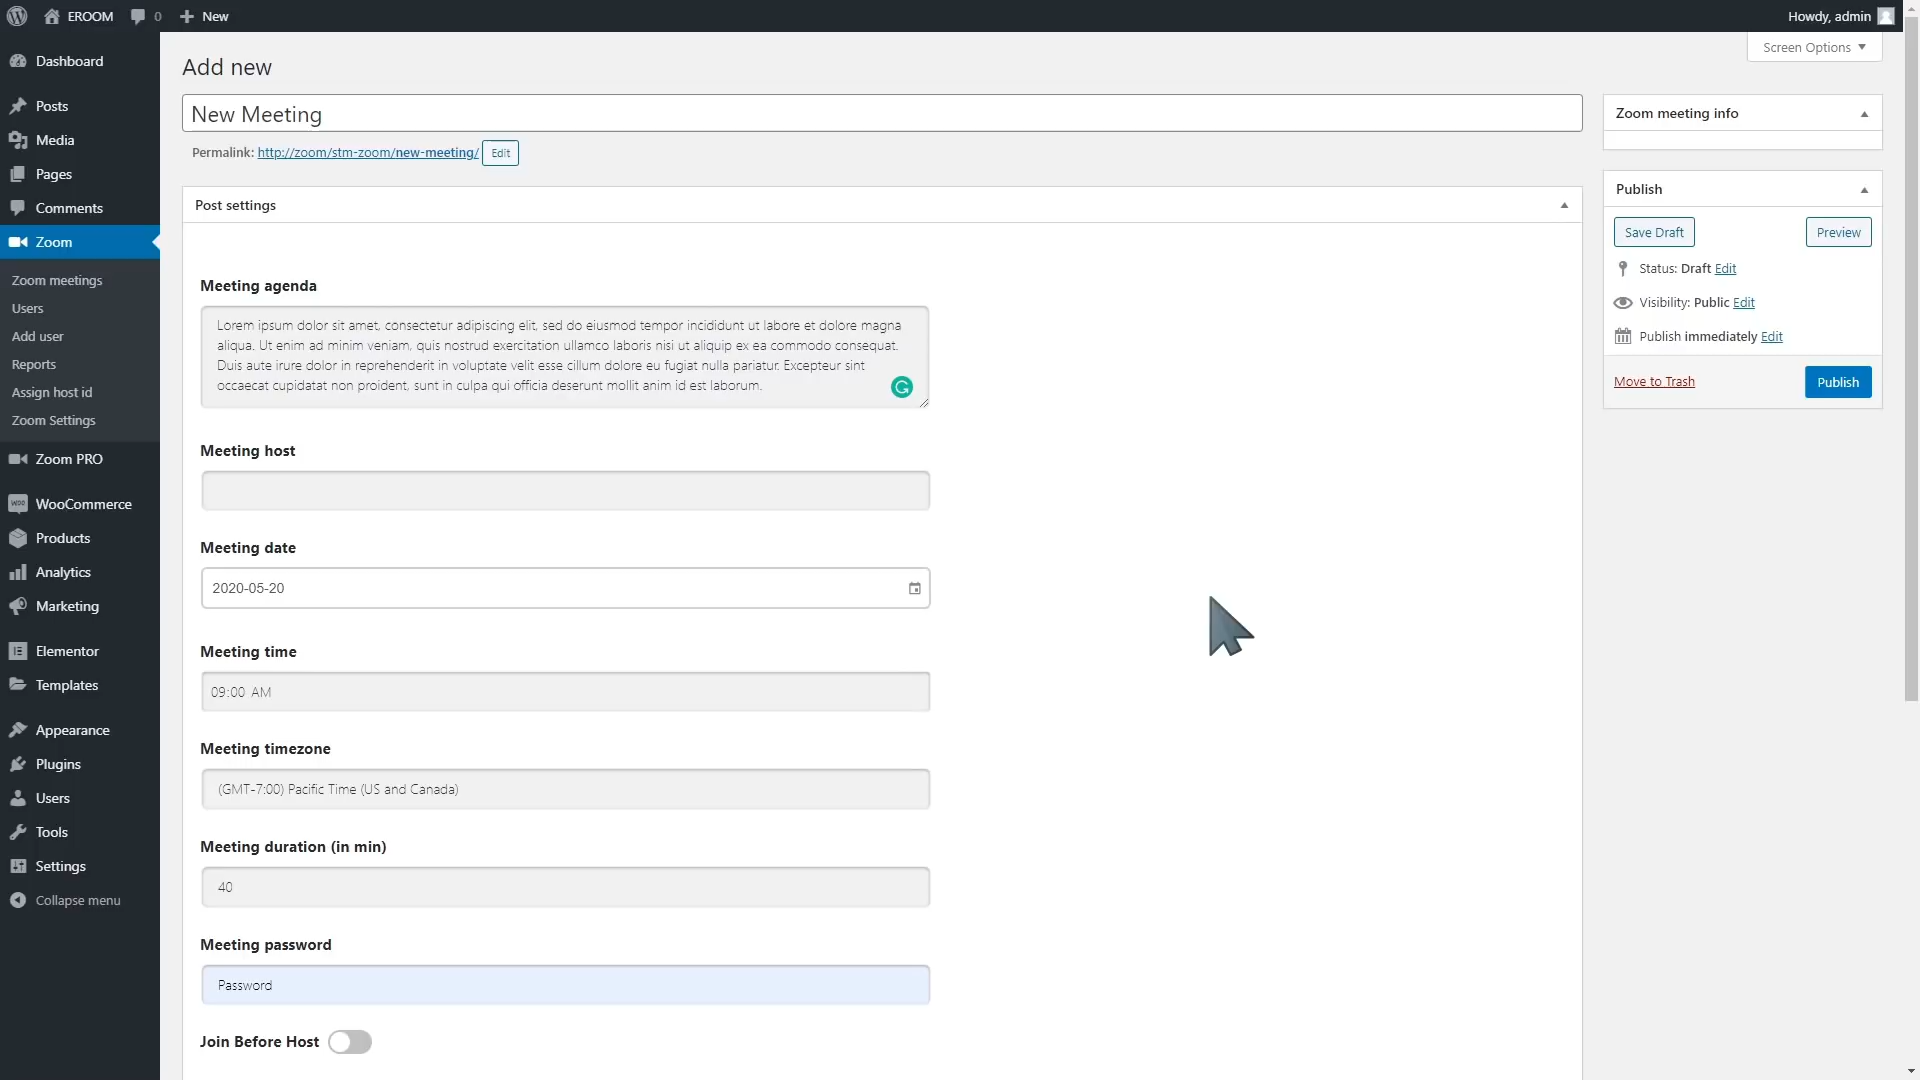 EROOM
0
New
Howdy, admin
Screen Options
Dashboard
Posts
Media
Pages
Comments
Zoom
Zoom meetings
Users
Add user
Reports
Assign host id
Zoom Settings
Zoom PRO
WooCommerce
Products
Analytics
Marketing
Elementor
Templates
Appearance
Plugins
Users
Tools
Settings
Collapse menu
Add new
New Meeting
Permalink: http://zoom/stm-zoom/new-meeting/ Edit
Post settings
Meeting agenda
Lorem ipsum dolor sit amet, consectetur adipiscing elit, sed do eiusmod tempor incididunt ut labore et dolore magna
aliqua. Ut enim ad minim veniam, quis nostrud exercitation ullamco laboris nisi ut aliquip ex ea commodo consequat.
Duis aute irure dolor in reprehenderit in voluptate velit esse cillum dolore eu fugiat nulla pariatur. Excepteur sint
occaecat cupidatat non proident, sunt in culpa qui officia deserunt mollit anim id est laborum.
Meeting host
Meeting date
2020-05-20
Meeting time
09:00 AM
Meeting timezone
(GMT-7:00) Pacific Time (US and Canada)
Meeting duration (in min)
40
Meeting password
Password
Join Before Host
Zoom meeting info
Publish
Save Draft
Preview
Status: Draft Edit
Visibility: Public Edit
Publish immediately Edit
Move to Trash
Publish